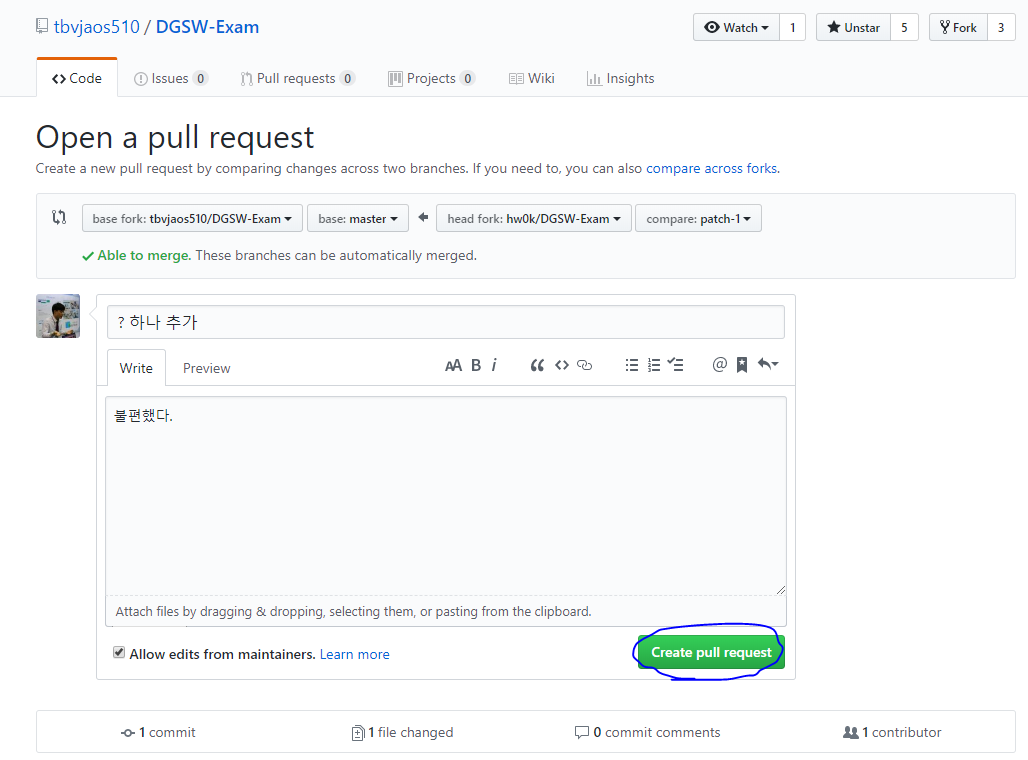 tbvjaos510 / DGSW-Exam
Watch 1 Unstar 5 Fork 3
Code Issues 0 Pull requests 0 Projects 0 Wiki Insights
Open a pull request
Create a new pull request by comparing changes across two branches. If you need to, you can also compare across forks.
base fork: tbvjaos510/DGSW-Exam base: master head fork: hw0k/DGSW-Exam compare: patch-1
Able to merge. These branches can be automatically merged.
? 하나 추가
Write Preview AA B i @
불편했다.
Attach files by dragging & dropping, selecting them, or pasting from the clipboard.
Allow edits from maintainers. Learn more Create pull request
1 commit 1 file changed 0 commit comments 1 contributor